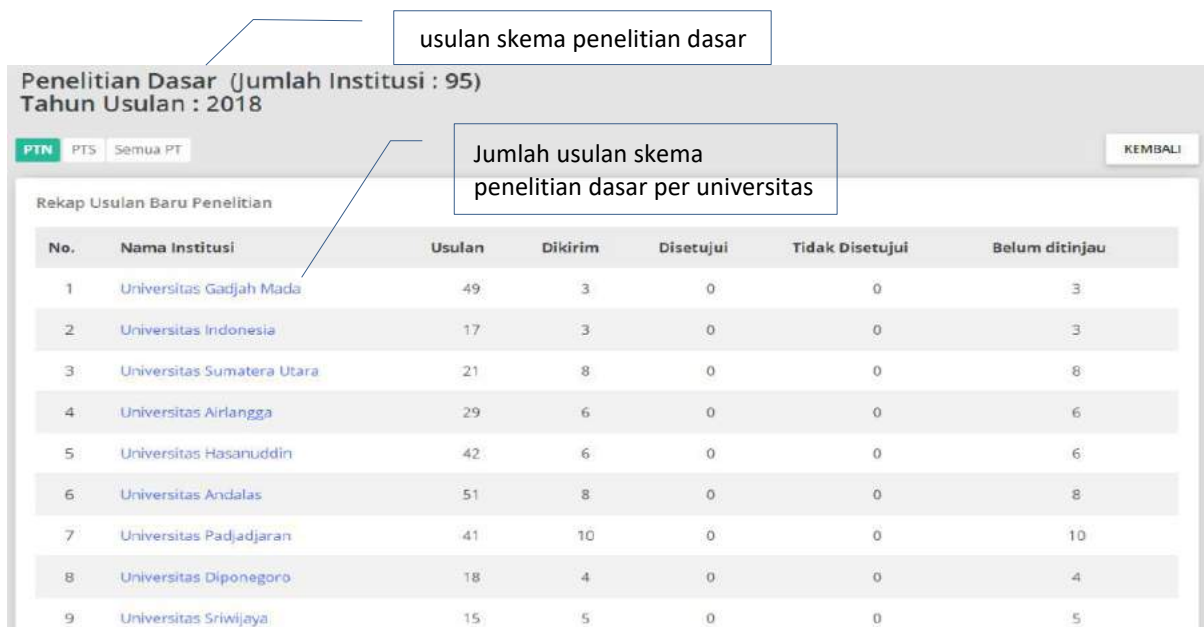 usulan skema penelitian dasar
Penelitian Dasar (Jumlah Institusi : 95)
Tahun Usulan : 2018
PTN PTS Semua PT
Jumlah usulan skema
penelitian dasar per universitas
KEMBALI
Rekap Usulan Baru Penelitian
No. Nama Institusi Usulan Dikirim Disetujui Tidak Disetujui Belum ditinjau
1 Universitas Gadjah Mada 49 3 0 0 3
2 Universitas Indonesia 17 3 0 0 3
3 Universitas Sumatera Utara 21 8 0 0 8
4 Universitas Airlangga 29 6 0 0 6
5 Universitas Hasanuddin 42 6 0 0 6
6 Universitas Andalas 51 8 0 0 8
7 Universitas Padjadjaran 41 10 0 0 10
8 Universitas Diponegoro 18 4 0 0 4
9 Universitas Sriwijaya 15 5 0 0 5